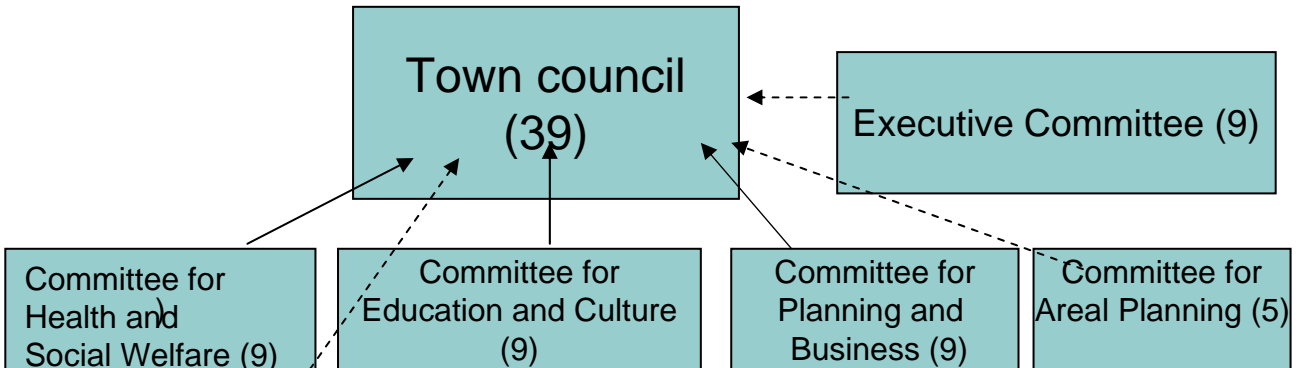 Town council
(39)
Executive Committee (9)
Committee for
Health and
)
Social Welfare (9)
Committee for
Education and Culture
(9)
Committee for
Planning and
Business (9)
Committee for
Areal Planning (5)